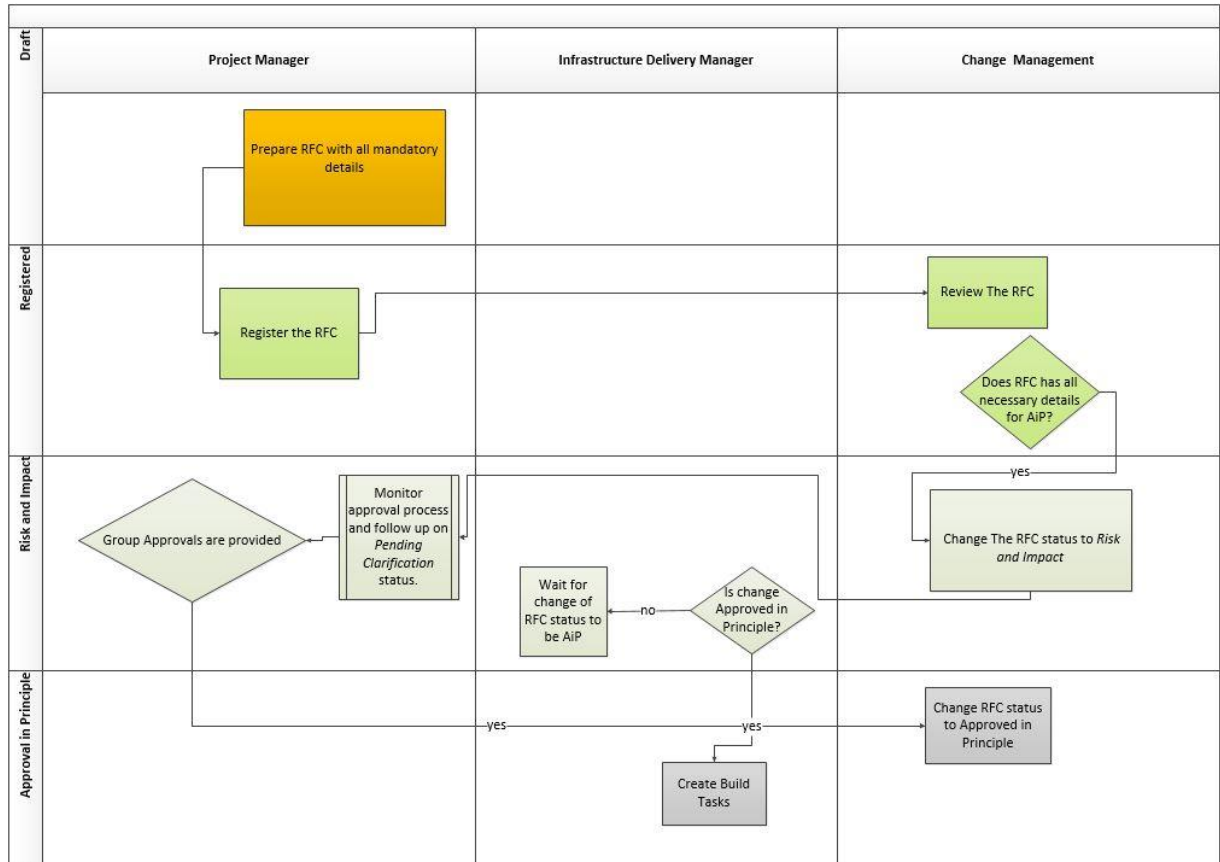 Draft
Project Manager
Infrastructure Delivery Manager
Change Management
Prepare RFC with all mandatory
details
Registered
Register the RFC
Review The RFC
Does RFC has all
necessary details
for AiP?
yes
Risk and Impact
Group Approvals are provided
Monitor
approval process
and follow up on
Pending
Clarification
status.
Wait for
change of
RFC status to
be AiP
no
Is change
Approved in
Principle?
Change The RFC status to Risk
and Impact
Approval in Principle
yes
yes
Change RFC status
to Approved in
Principle
Create Build
Tasks